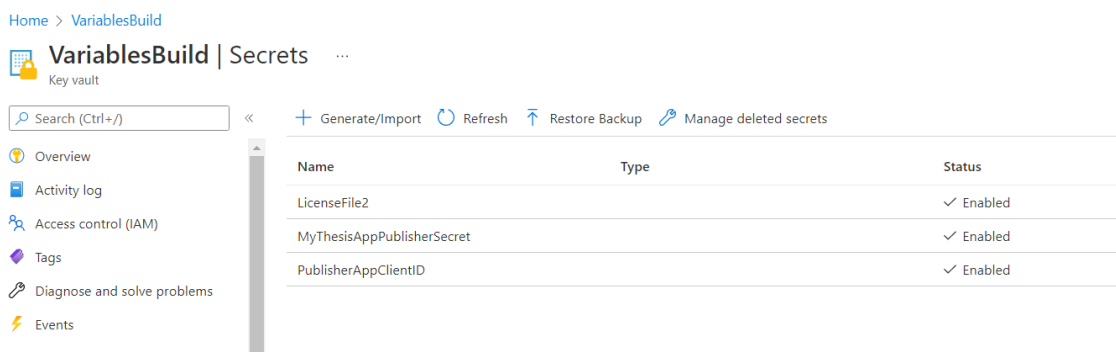 Home > VariablesBuild
VariablesBuild | Secrets ...
Key vault
Search (Ctrl+/) «
Generate/Import Refresh Restore Backup Manage deleted secrets
Overview
Activity log
Access control (IAM)
Tags
Diagnose and solve problems
Events
Name Type Status
LicenseFile2 Enabled
MyThesisAppPublisherSecret Enabled
PublisherAppClientID Enabled